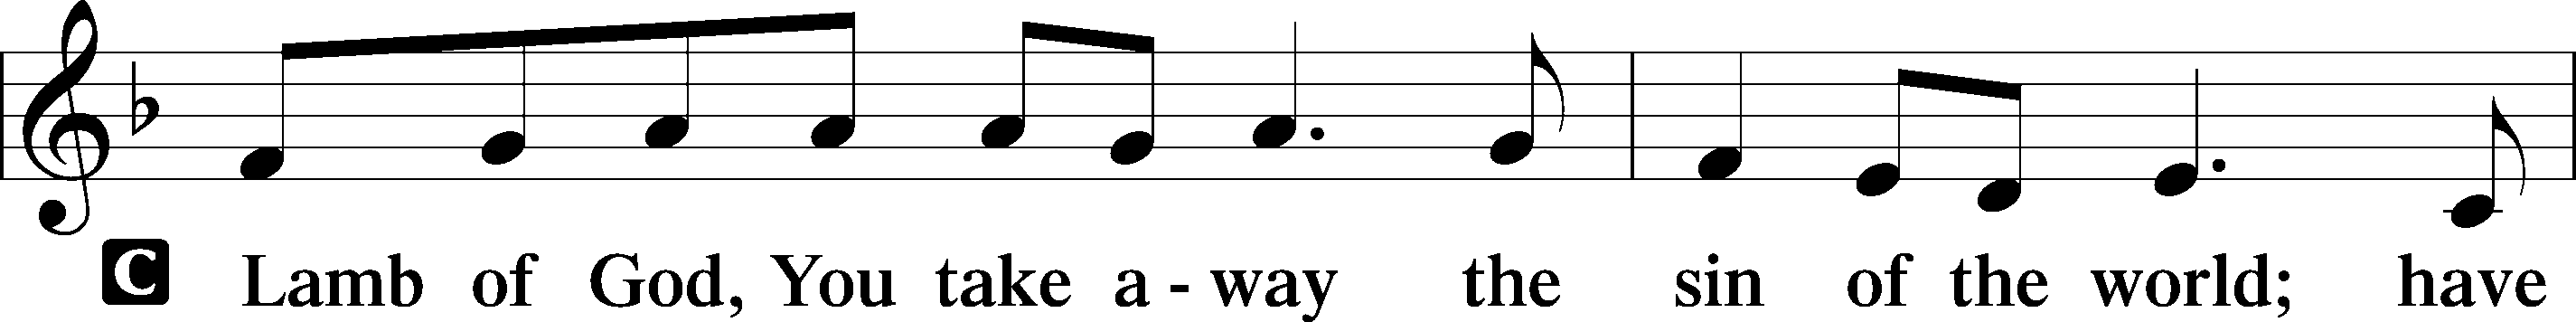 C Lamb of God, You take a - way the sin of the world; have